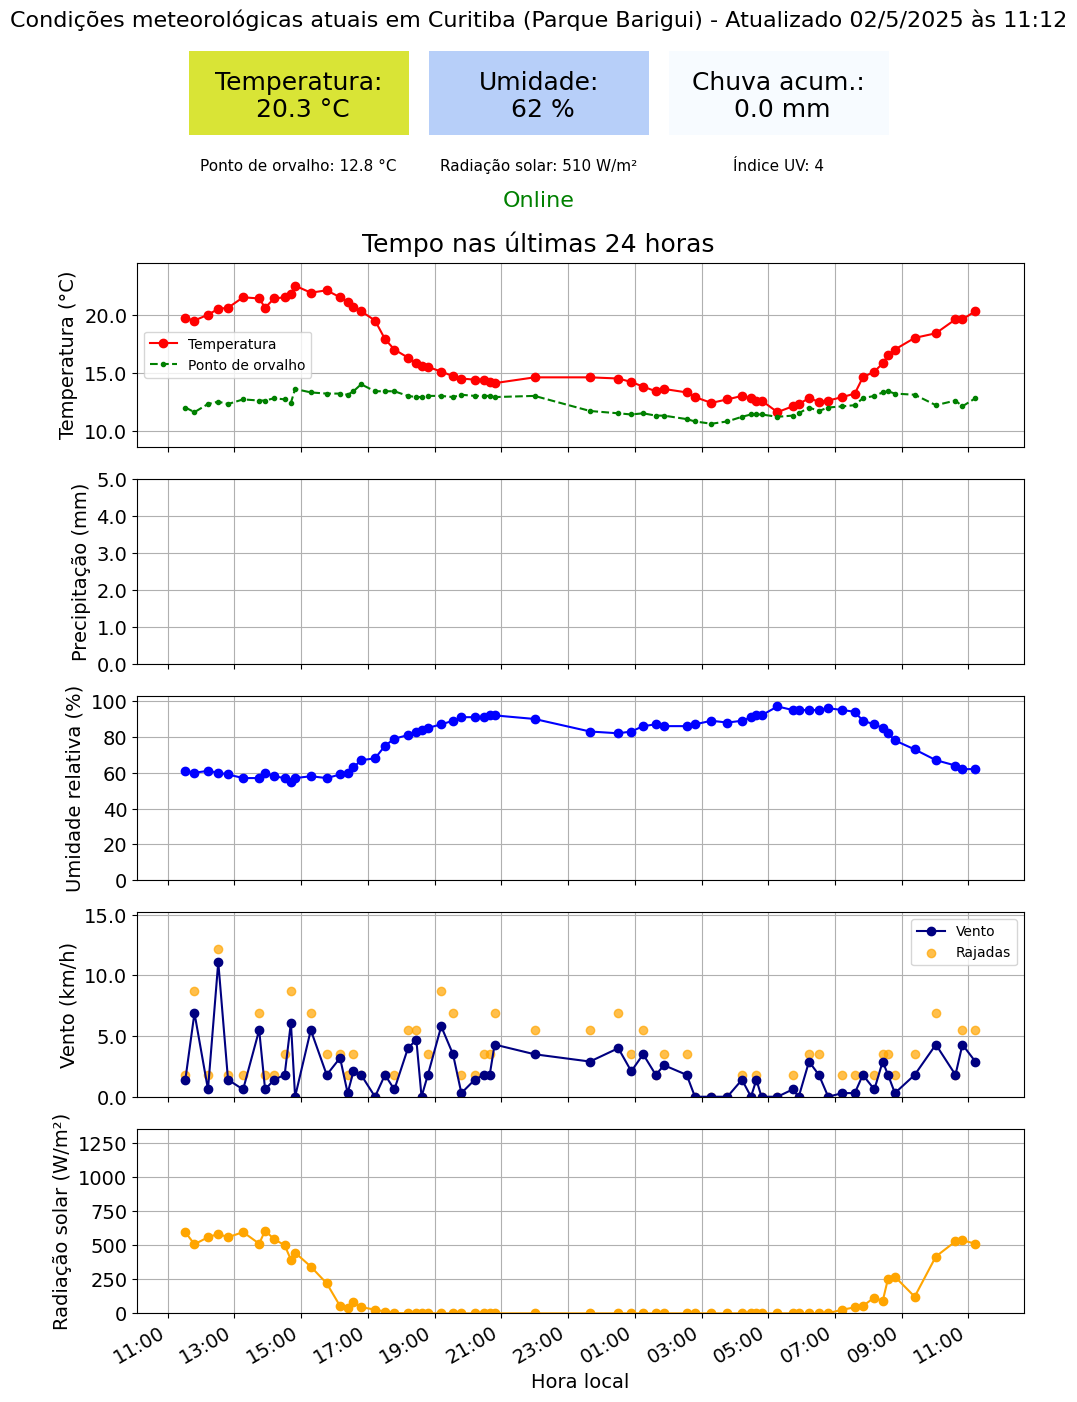 Condições meteorológicas atuais em Curitiba (Parque Barigui) - Atualizado 02/5/2025 às 11:12
Temperatura:
20.3 °C
Umidade:
62 %
Chuva acum.:
0.0 mm
Ponto de orvalho: 12.8 °C
Radiação solar: 510 W/m²
Índice UV: 4
Online
Tempo nas últimas 24 horas
Temperatura (°C)
20.0
15.0
10.0
Temperatura
Ponto de orvalho
Precipitação (mm)
5.0
4.0
3.0
2.0
1.0
0.0
Umidade relativa (%)
100
80
60
40
20
0
Vento (km/h)
15.0
10.0
5.0
0.0
Vento
Rajadas
Radiação solar (W/m²)
1250
1000
750
500
250
0
11:00
13:00
15:00
17:00
19:00
21:00
23:00
01:00
03:00
05:00
07:00
09:00
11:00
Hora local